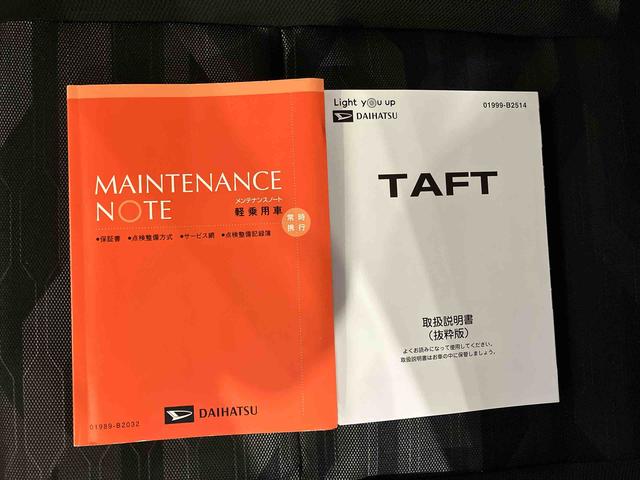 MAINTENANCE
NOTE
メンテナンスノート
軽乗用車
常時
携行
●保証書 ●点検整備方式 ●サービス網 ●点検整備記録簿
DAIHATSU
01989-B2032
Light you up
DAIHATSU
01999-B2514
TAFT
取扱説明書
(抜粋版)
よくお読みになって使用してください。
取扱説明書はお車の中に保管しましょう。